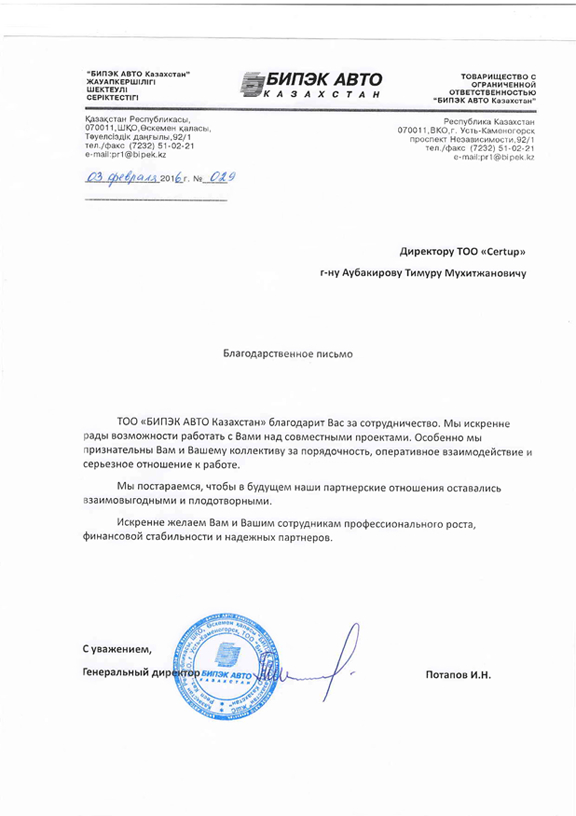 "БИПЭК АВТО Казахстан"
ЖАУАПКЕРШІЛІГІ
ШЕКТЕУЛІ
СЕРІКТЕСТІГІ
БИПЭК АВТО
КАЗАХСТАН
ТОВАРИЩЕСТВО С
ОГРАНИЧЕННОЙ
ОТВЕТСТВЕННОСТЬЮ
"БИПЭК АВТО Казахстан"
Қазақстан Республикасы,
070011,ШҚО,Өскемен қаласы,
Тәуелсіздік даңғылы,92/1
тел./факс (7232) 51-02-21
e-mail:pr1@bipek.kz
Республика Казахстан
070011,ВКО,г. Усть-Каменогорск
проспект Независимости,92/1
тел./факс (7232) 51-02-21
e-mail:pr1@bipek.kz
03 февраля 2016 г. № 029
Директору ТОО «Certup»
г-ну Аубакирову Тимуру Мухитжановичу
Благодарственное письмо
ТОО «БИПЭК АВТО Казахстан» благодарит Вас за сотрудничество. Мы искренне
рады возможности работать с Вами над совместными проектами. Особенно мы
признательны Вам и Вашему коллективу за порядочность, оперативное взаимодействие и
серьезное отношение к работе.
Мы постараемся, чтобы в будущем наши партнерские отношения оставались
взаимовыгодными и плодотворными.
Искренне желаем Вам и Вашим сотрудникам профессионального роста,
финансовой стабильности и надежных партнеров.
С уважением,
Генеральный директор
Потапов И.Н.
БИПЭК АВТО
КАЗАХСТАН